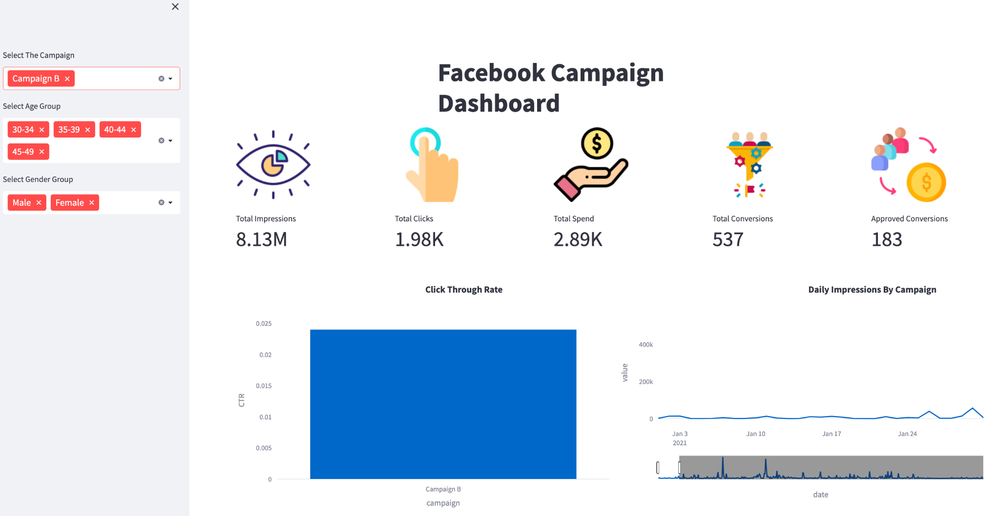 Select The Campaign
Campaign B
Select Age Group
30-34 35-39 40-44
45-49
Select Gender Group
Male Female
Facebook Campaign
Dashboard
Total Impressions
8.13M
Total Clicks
1.98K
Total Spend
2.89K
Total Conversions
537
Approved Conversions
183
Click Through Rate
0.025
0.02
0.015
0.01
0.005
0
CTR
Campaign B
campaign
Daily Impressions By Campaign
400k
200k
0
value
Jan 3 Jan 10 Jan 17 Jan 24
2021
date